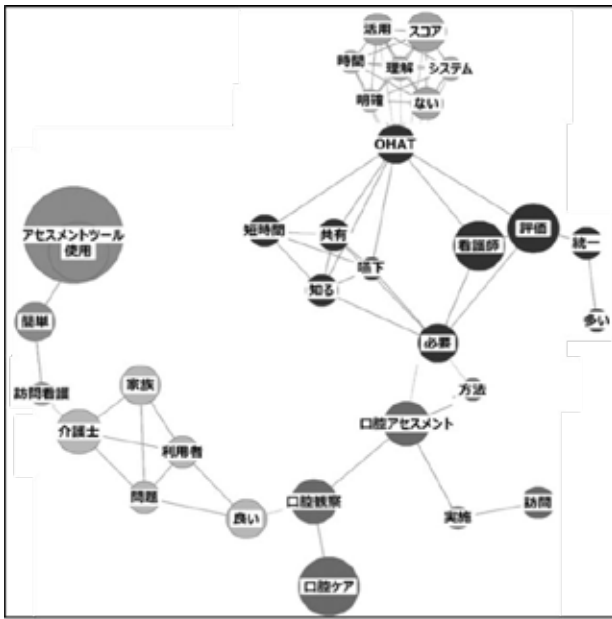 活用
スコア
時間
理解
システム
明確
ない
OHAT
短時間
共有
看護師
評価
統一
嚥下
知る
多い
必要
方法
口腔アセスメント
アセスメントツール
使用
簡単
訪問看護
家族
介護士
利用者
問題
良い
口腔観察
実施
訪問
口腔ケア